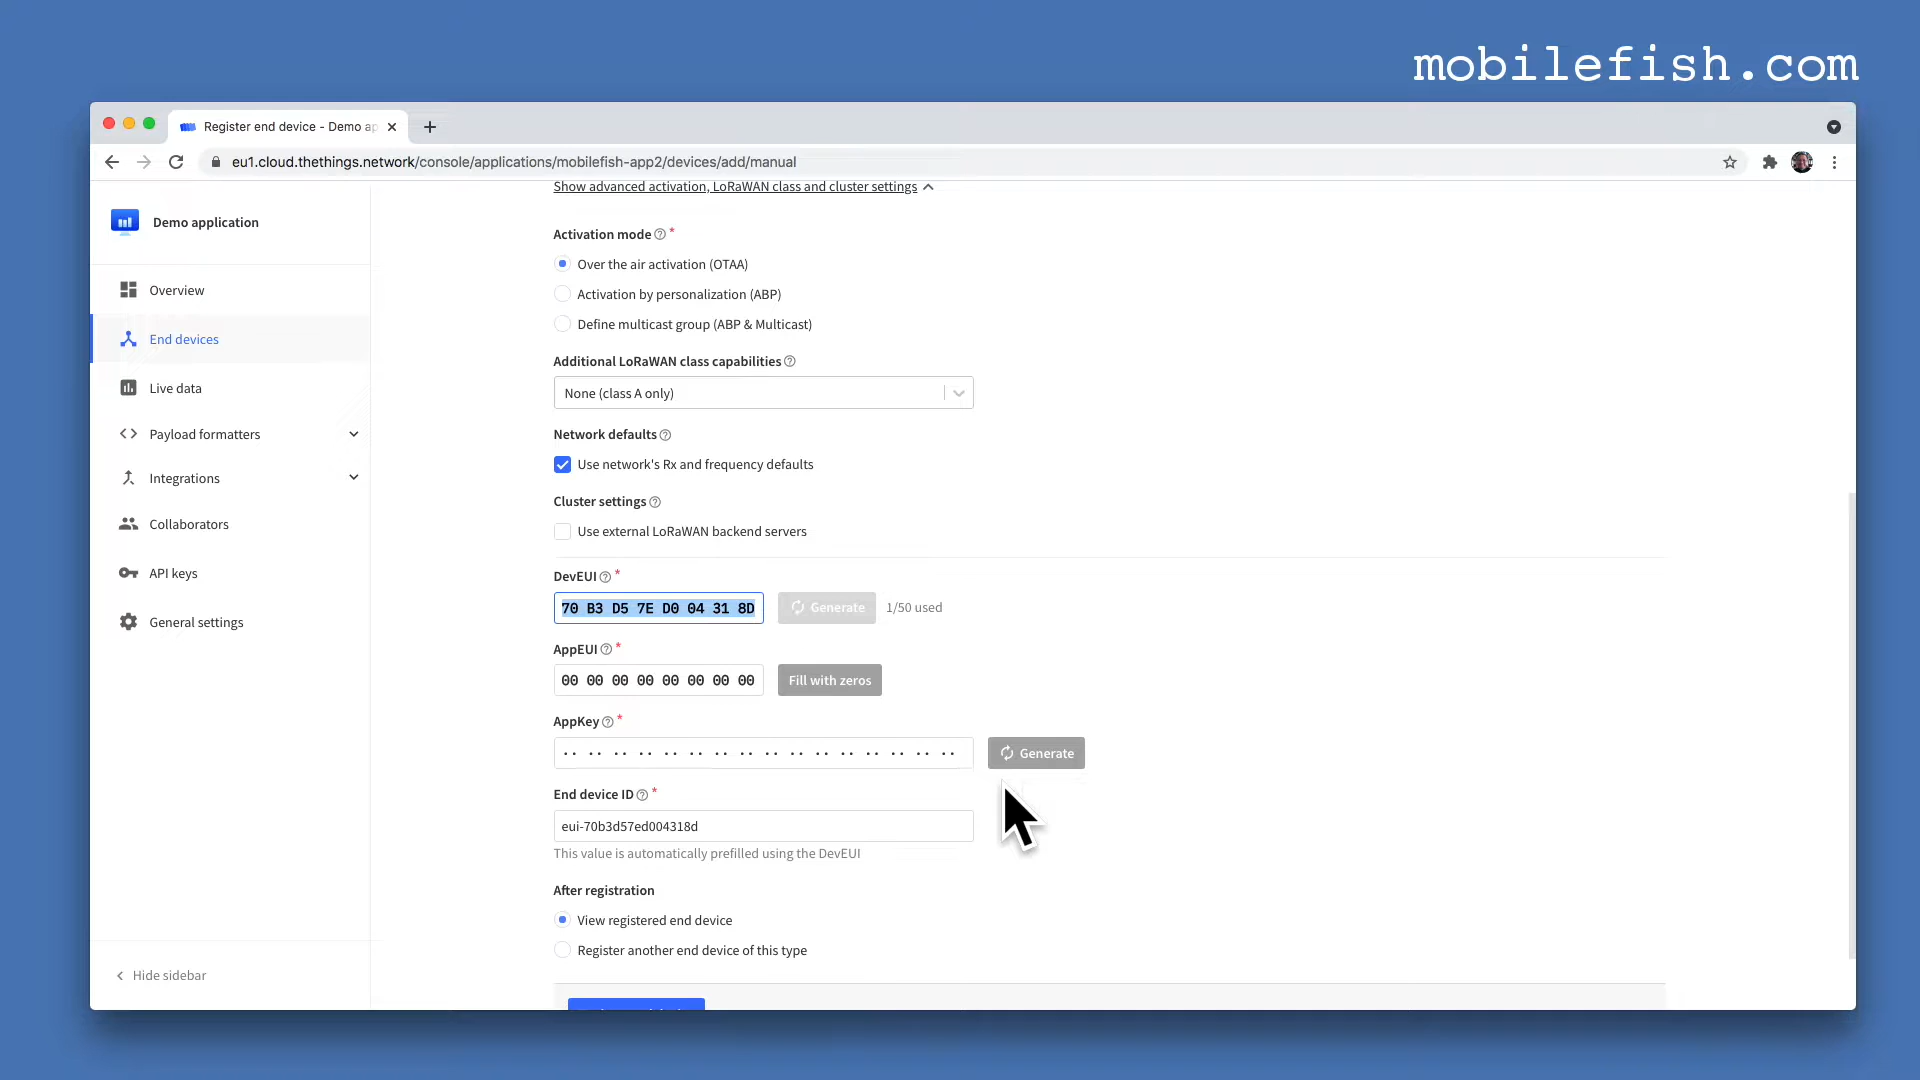 mobilefish.com
Register end device - Demo ap
eu1.cloud.thethings.network/console/applications/mobilefish-app2/devices/add/manual
Show advanced activation, LoRaWAN class and cluster settings
Demo application
Overview
End devices
Live data
Payload formatters
Integrations
Collaborators
API keys
General settings
Hide sidebar
Activation mode *
Over the air activation (OTAA)
Activation by personalization (ABP)
Define multicast group (ABP & Multicast)
Additional LoRaWAN class capabilities
None (class A only)
Network defaults
Use network's Rx and frequency defaults
Cluster settings
Use external LoRaWAN backend servers
DevEUI *
70 B3 D5 7E D0 04 31 8D Generate 1/50 used
AppEUI *
00 00 00 00 00 00 00 00 Fill with zeros
AppKey *
·· ·· ·· ·· ·· ·· ·· ·· ·· ·· ·· ·· ·· ·· ·· ·· Generate
End device ID *
eui-70b3d57ed004318d
This value is automatically prefilled using the DevEUI
After registration
View registered end device
Register another end device of this type